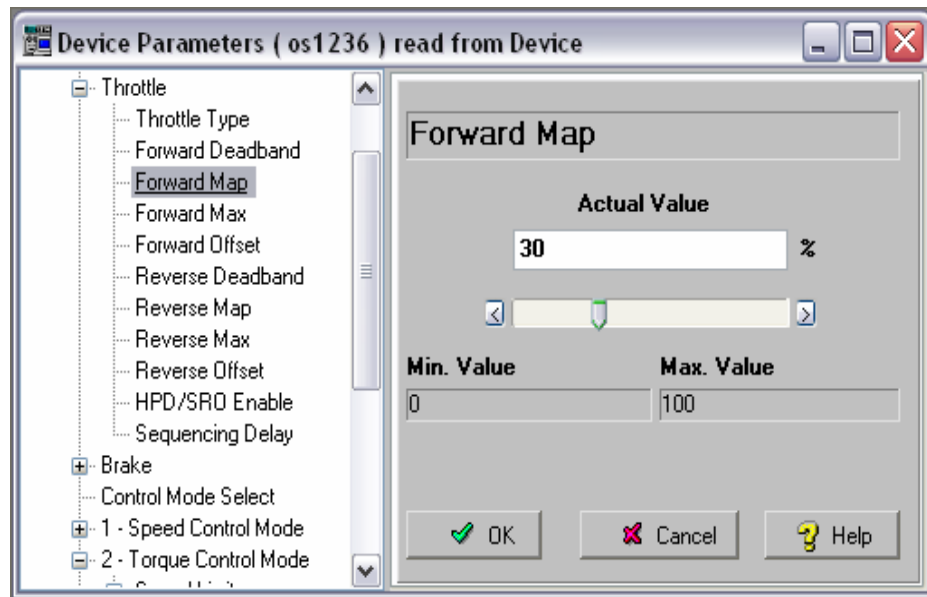 Device Parameters ( os1236 ) read from Device
Throttle
Throttle Type
Forward Deadband
Forward Map
Forward Max
Forward Offset
Reverse Deadband
Reverse Map
Reverse Max
Reverse Offset
HPD/SRO Enable
Sequencing Delay
Brake
Control Mode Select
1 - Speed Control Mode
2 - Torque Control Mode
Forward Map
Actual Value
30 %
Min. Value Max. Value
0 100
OK Cancel Help